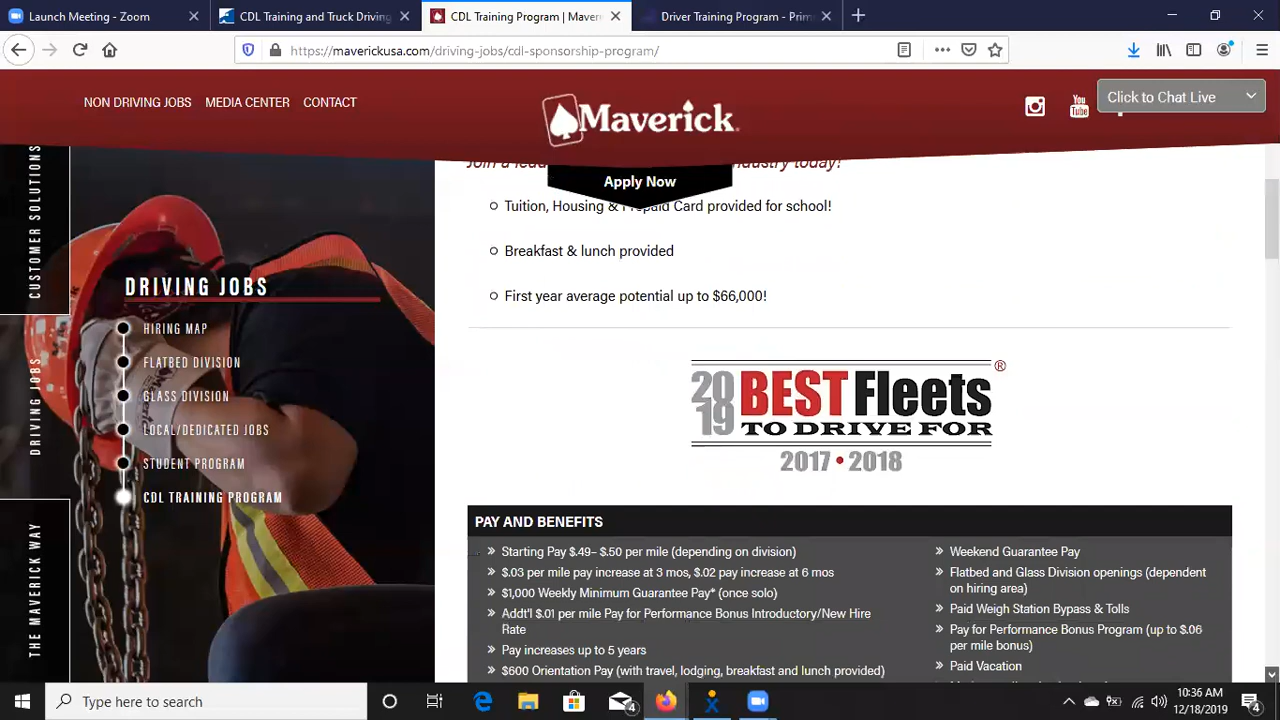 Launch Meeting - Zoom
CDL Training and Truck Driving
CDL Training Program | Maver
Driver Training Program - Prim
https://maverickusa.com/driving-jobs/cdl-sponsorship-program/
NON DRIVING JOBS MEDIA CENTER CONTACT
Maverick
You Tube
Click to Chat Live
Apply Now
Tuition, Housing & Prepaid Card provided for school!
Breakfast & lunch provided
First year average potential up to $66,000!
CUSTOMER SOLUTIONS
DRIVING JOBS
THE MAVERICK WAY
DRIVING JOBS
HIRING MAP
FLATBED DIVISION
GLASS DIVISION
LOCAL/DEDICATED JOBS
STUDENT PROGRAM
CDL TRAINING PROGRAM
2019 BEST Fleets ®
TO DRIVE FOR
2017 • 2018
PAY AND BENEFITS
» Starting Pay $.49– $.50 per mile (depending on division)
» $.03 per mile pay increase at 3 mos, $.02 pay increase at 6 mos
» $1,000 Weekly Minimum Guarantee Pay* (once solo)
» Addt'l $.01 per mile Pay for Performance Bonus Introductory/New Hire
Rate
» Pay increases up to 5 years
» $600 Orientation Pay (with travel, lodging, breakfast and lunch provided)
» Weekend Guarantee Pay
» Flatbed and Glass Division openings (dependent
on hiring area)
» Paid Weigh Station Bypass & Tolls
» Pay for Performance Bonus Program (up to $.06
per mile bonus)
» Paid Vacation
Type here to search
4
10:36 AM
12/18/2019
4